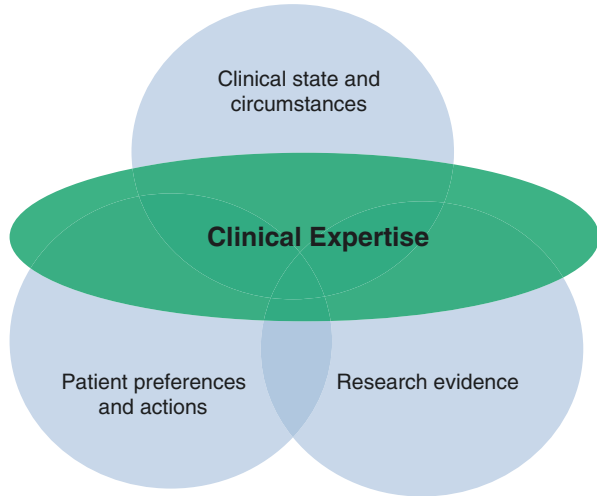 Clinical state and
circumstances
Clinical Expertise
Patient preferences
and actions
Research evidence